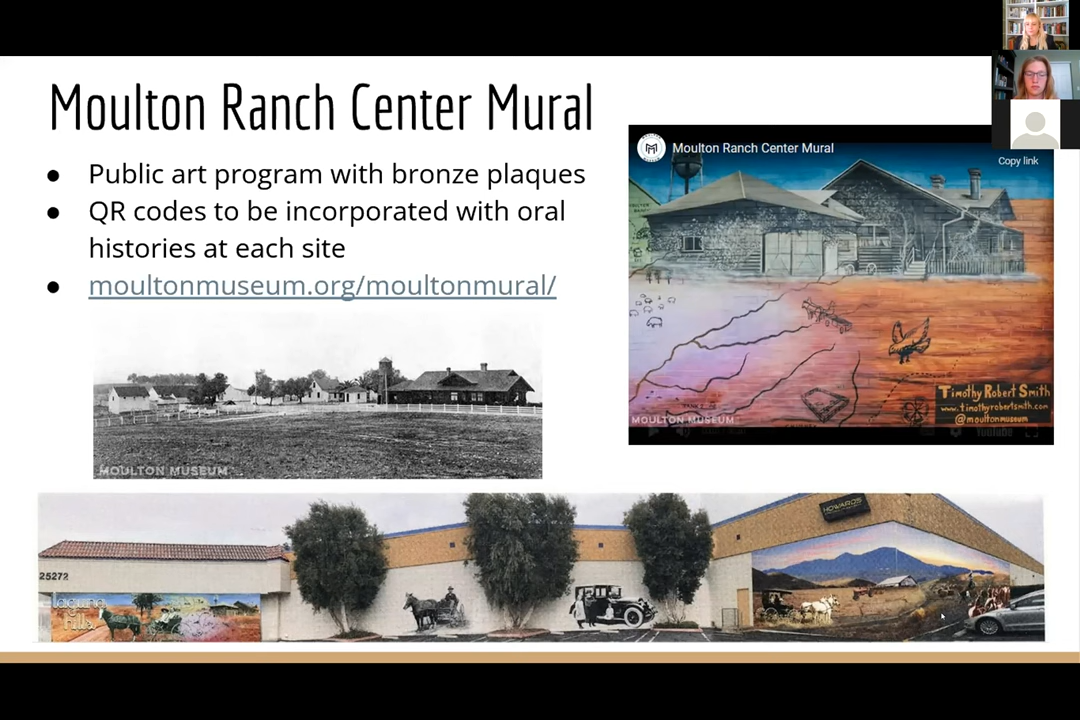 Moulton Ranch Center Mural
● Public art program with bronze plaques
● QR codes to be incorporated with oral
histories at each site
● moultonmuseum.org/moultonmural/
Moulton Ranch Center Mural
Copy link
Timothy Robert Smith
www.timothyrobertsmith.com
@moultonmuseum
MOULTON MUSEUM
YouTube
MOULTON MUSEUM
HOWARD'S
25272
laguna
hills